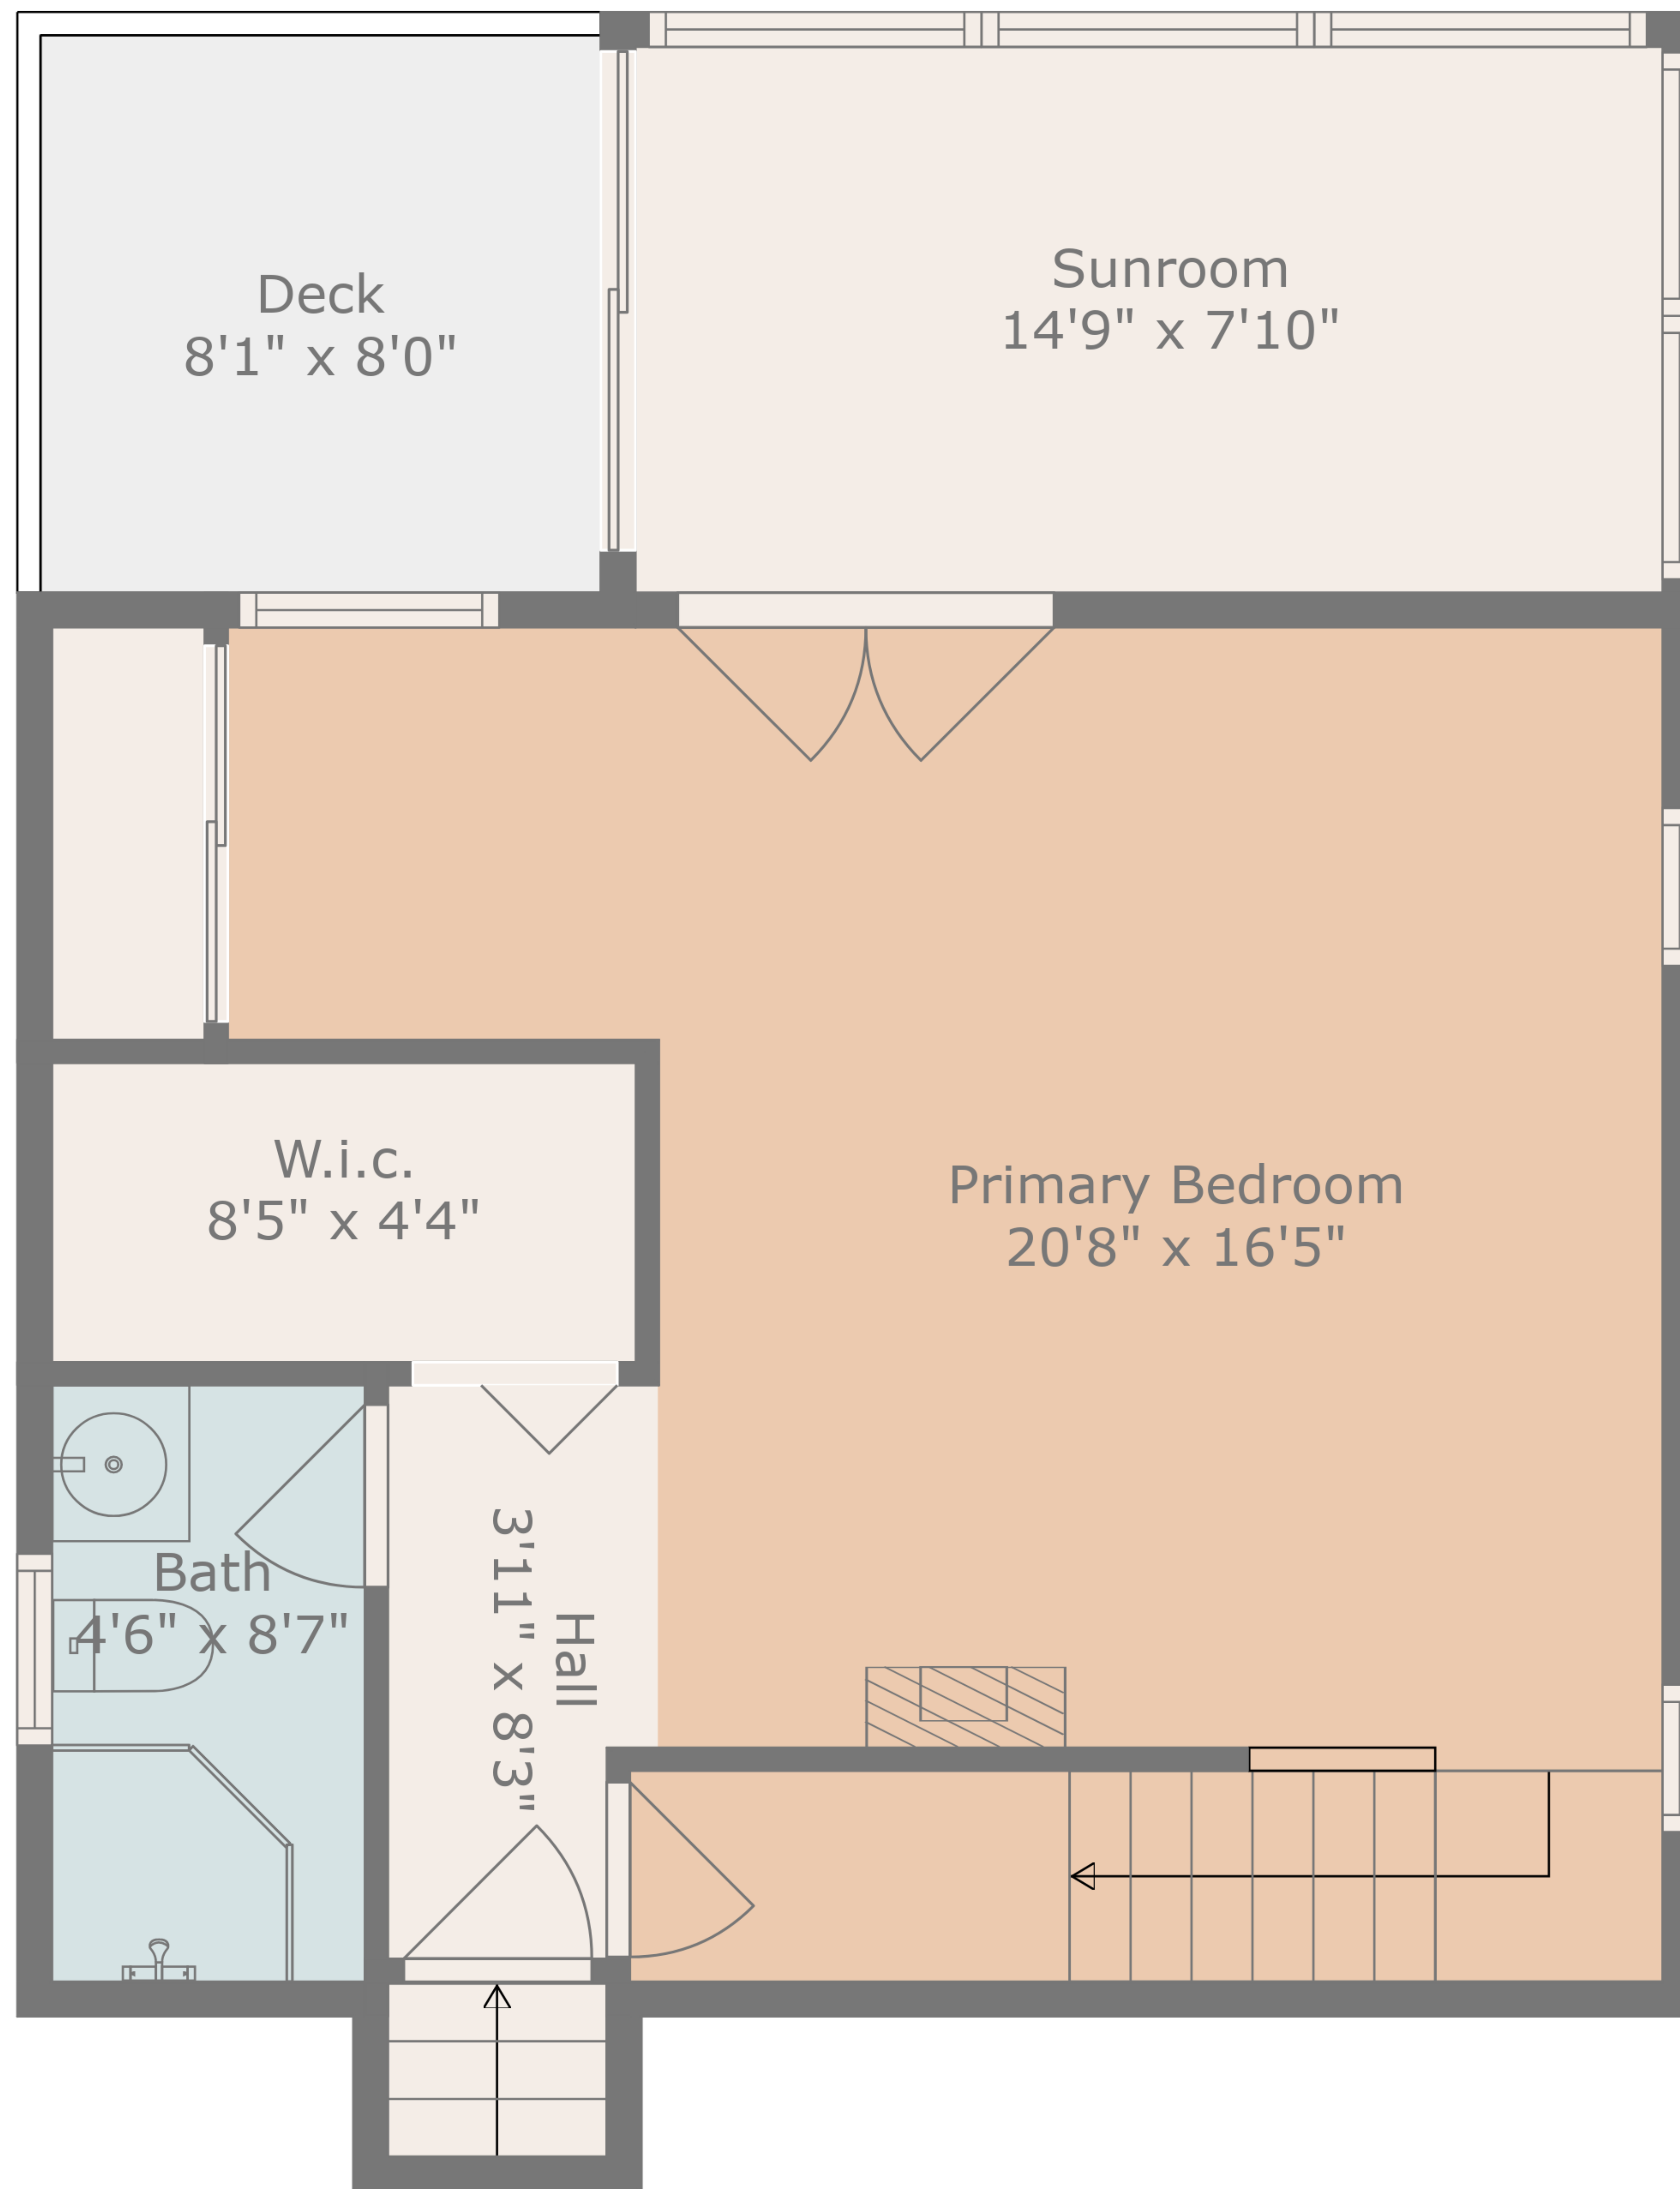 Deck
8'1" x 8'0"
Sunroom
14'9" x 7'10"
W.i.c.
8'5" x 4'4"
Primary Bedroom
20'8" x 16'5"
Bath
4'6" x 8'7"
Hall
3'11" x 8'3"